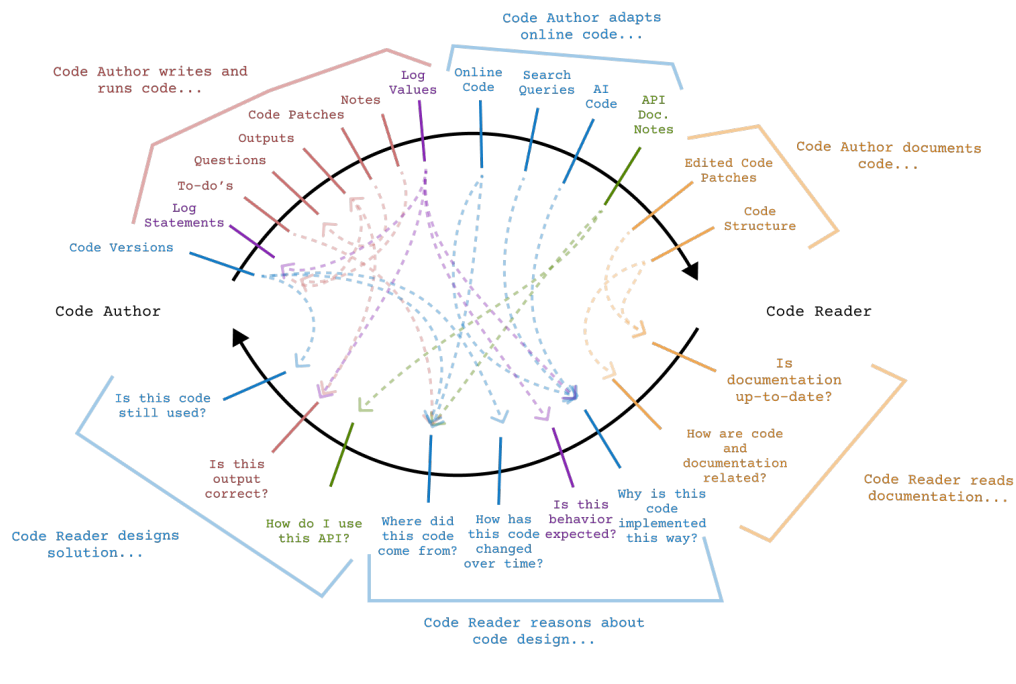 Code Author adapts
online code...
Code Author writes and
runs code...
Log
Values
Online
Code
Search
Queries
AI
Code
API
Doc.
Notes
Notes
Code Patches
Outputs
Questions
To-do's
Log
Statements
Code Versions
Code Author documents
code...
Edited Code
Patches
Code
Structure
Code Author
Code Reader
Is this code
still used?
Is this
output
correct?
How do I use
this API?
Where did
this code
come from?
How has
this code
changed
over time?
Is this
behavior
expected?
Why is this
code
implemented
this way?
How are code
and
documentation
related?
Is
documentation
up-to-date?
Code Reader reads
documentation...
Code Reader designs
solution...
Code Reader reasons about
code design...